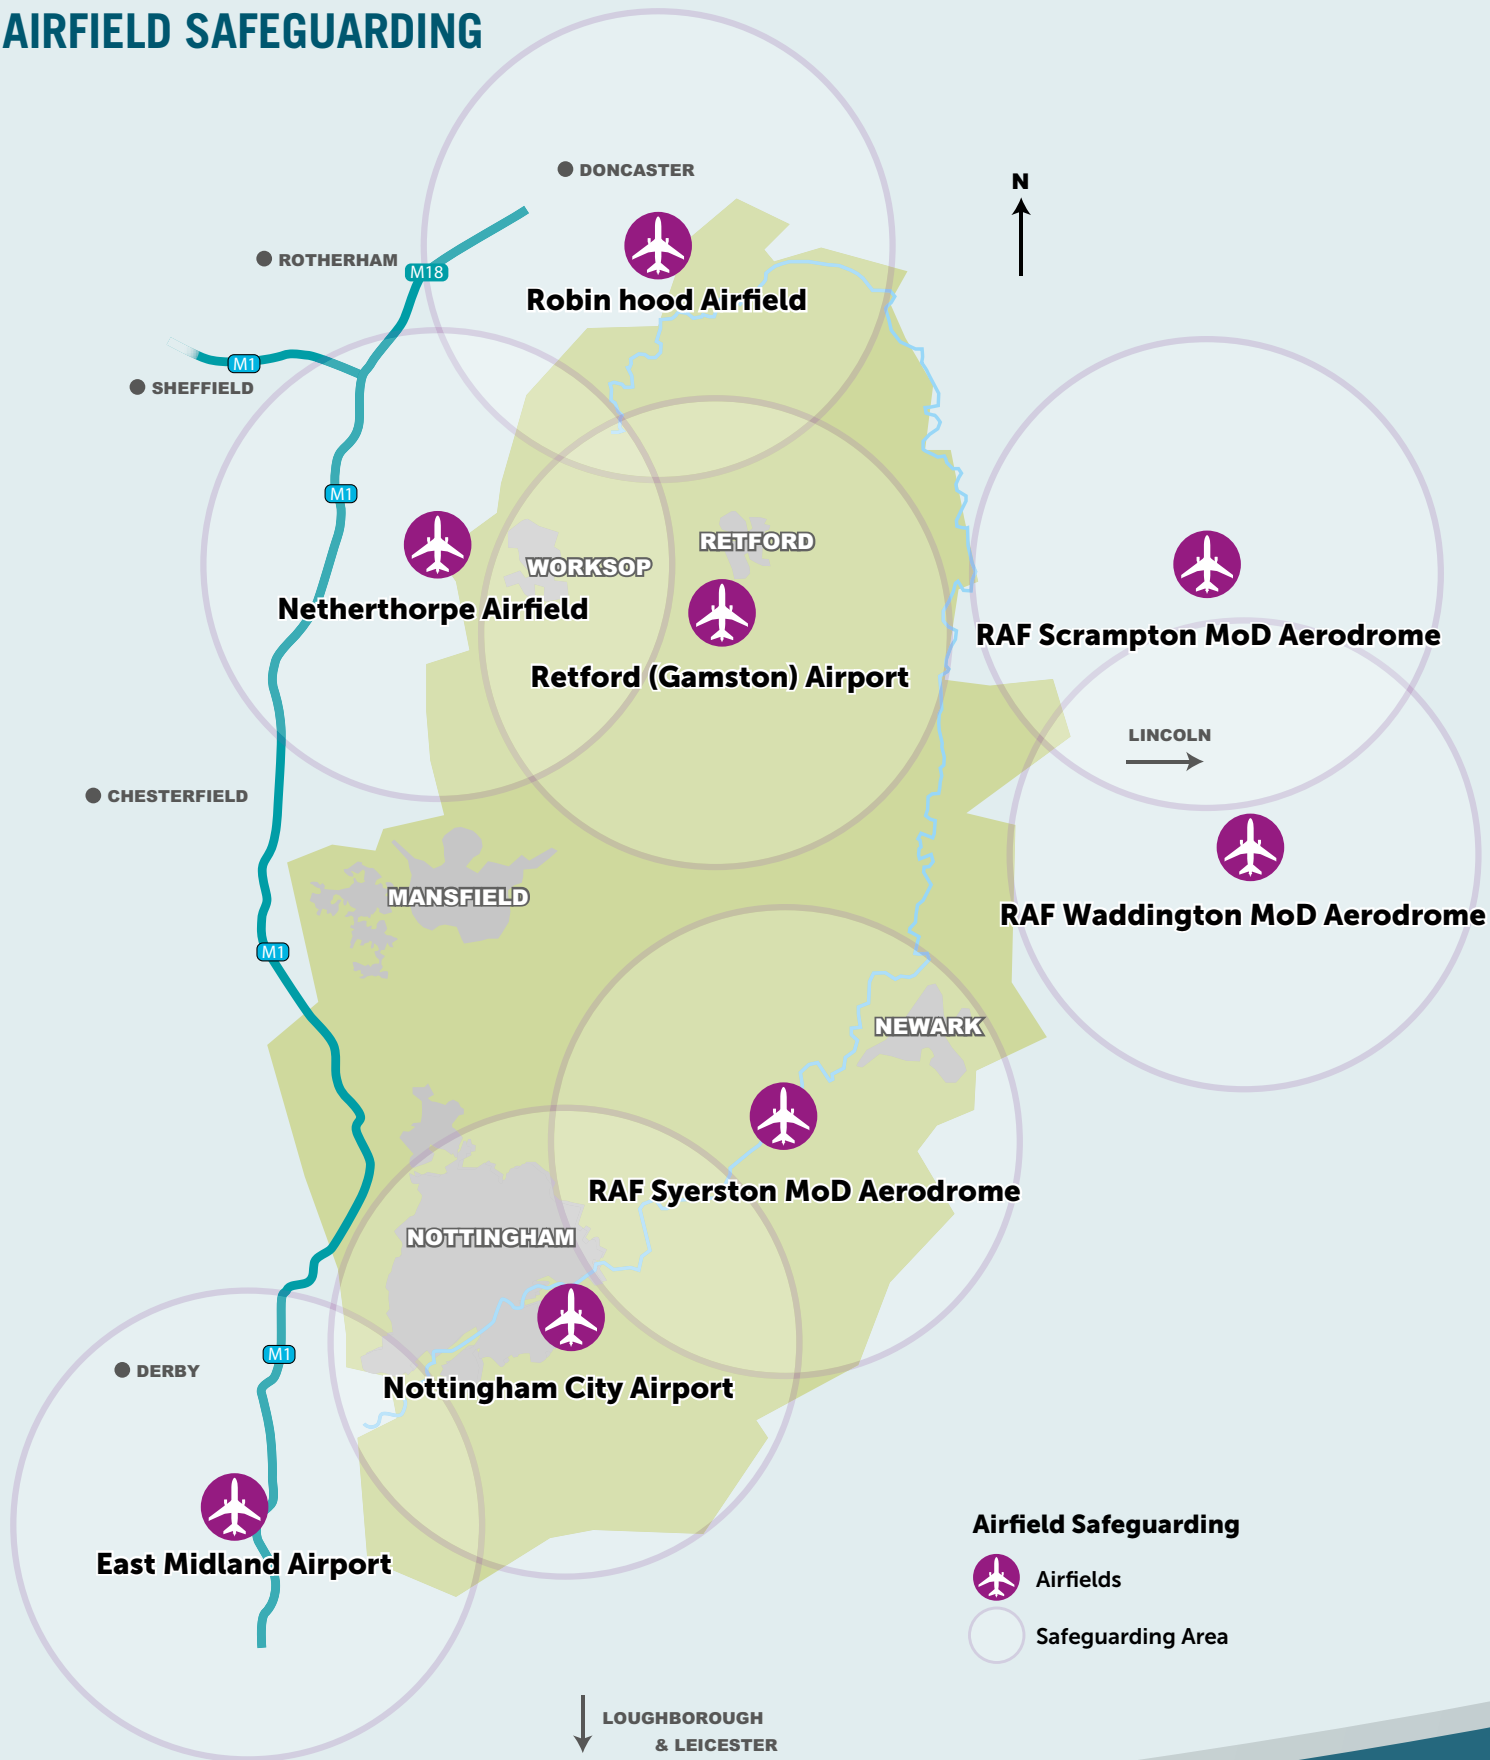 AIRFIELD SAFEGUARDING
DONCASTER
N
ROTHERHAM
M18
Robin hood Airfield
M1
SHEFFIELD
M1
RETFORD
WORKSOP
Netherthorpe Airfield
RAF Scrampton MoD Aerodrome
Retford (Gamston) Airport
LINCOLN
CHESTERFIELD
MANSFIELD
RAF Waddington MoD Aerodrome
M1
NEWARK
RAF Syerston MoD Aerodrome
NOTTINGHAM
M1
DERBY
Nottingham City Airport
East Midland Airport
Airfield Safeguarding
Airfields
Safeguarding Area
LOUGHBOROUGH
& LEICESTER